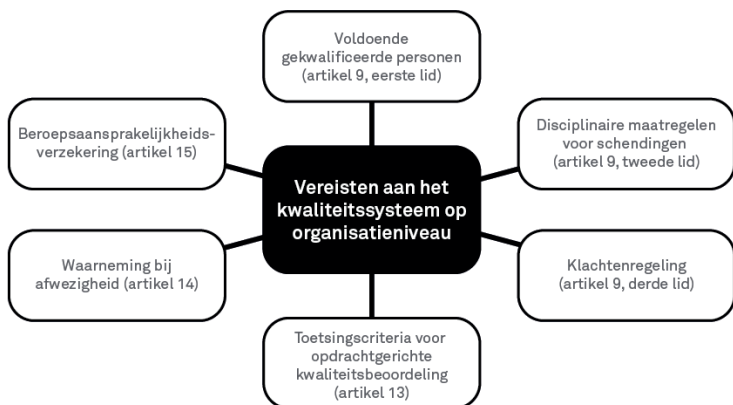 Voldoende
gekwalificeerde personen
(artikel 9, eerste lid)
Beroepsaansprakelijkheids-
verzekering (artikel 15)
Disciplinaire maatregelen
voor schendingen
(artikel 9, tweede lid)
Vereisten aan het
kwaliteitssysteem op
organisatieniveau
Waarneming bij
afwezigheid (artikel 14)
Klachtenregeling
(artikel 9, derde lid)
Toetsingscriteria voor
opdrachtgerichte
kwaliteitsbeoordeling
(artikel 13)